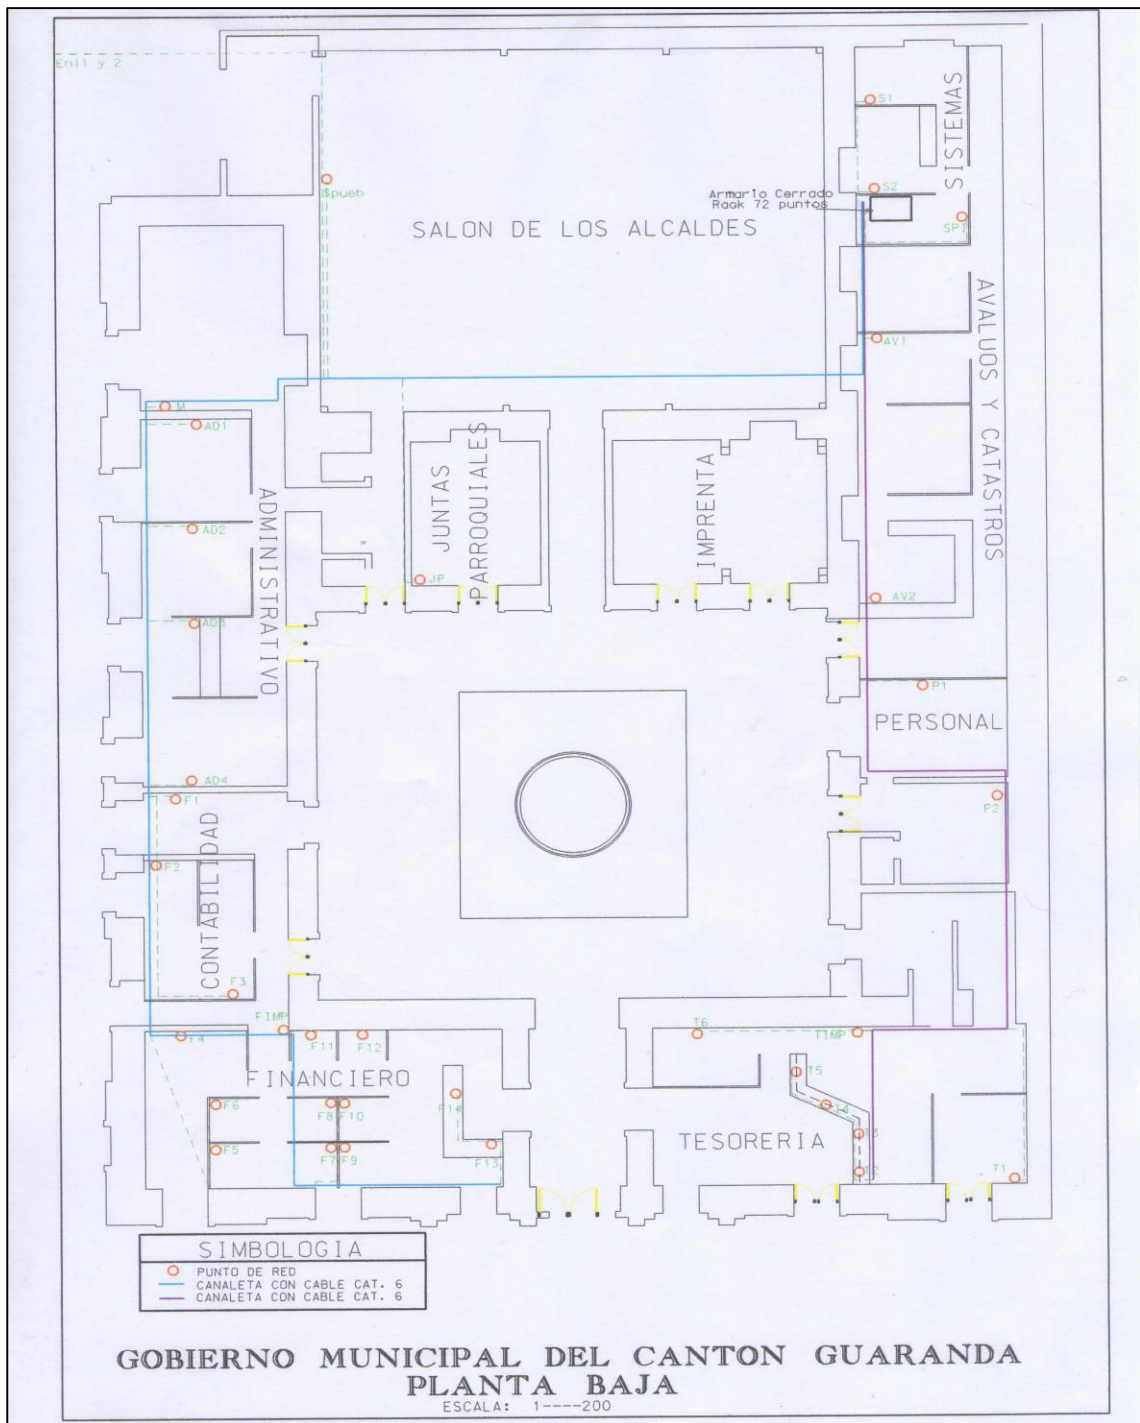 Enl1 y 2
S1
SISTEMAS
$pueb
S2
Armario Cerrado
Rack 72 puntos
SP1
SALON DE LOS ALCALDES
AVALUOS Y CATASTROS
AV1
M
AD1
JUNTAS
PARROQUIALES
IMPRENTA
ADMINISTRATIVO
AD2
JP
AV2
AD3
P1
PERSONAL
AD4
F1
P2
CONTABILIDAD
F2
F3
FIMP
F4
F11
F12
T6
TIMP
FINANCIERO
T5
F6
F8
F10
F14
T4
T3
TESORERIA
F5
F7
F9
F13
T2
T1
SIMBOLOGIA
PUNTO DE RED
CANALETA CON CABLE CAT. 6
CANALETA CON CABLE CAT. 6
GOBIERNO MUNICIPAL DEL CANTON GUARANDA
PLANTA BAJA
ESCALA: 1----200
4